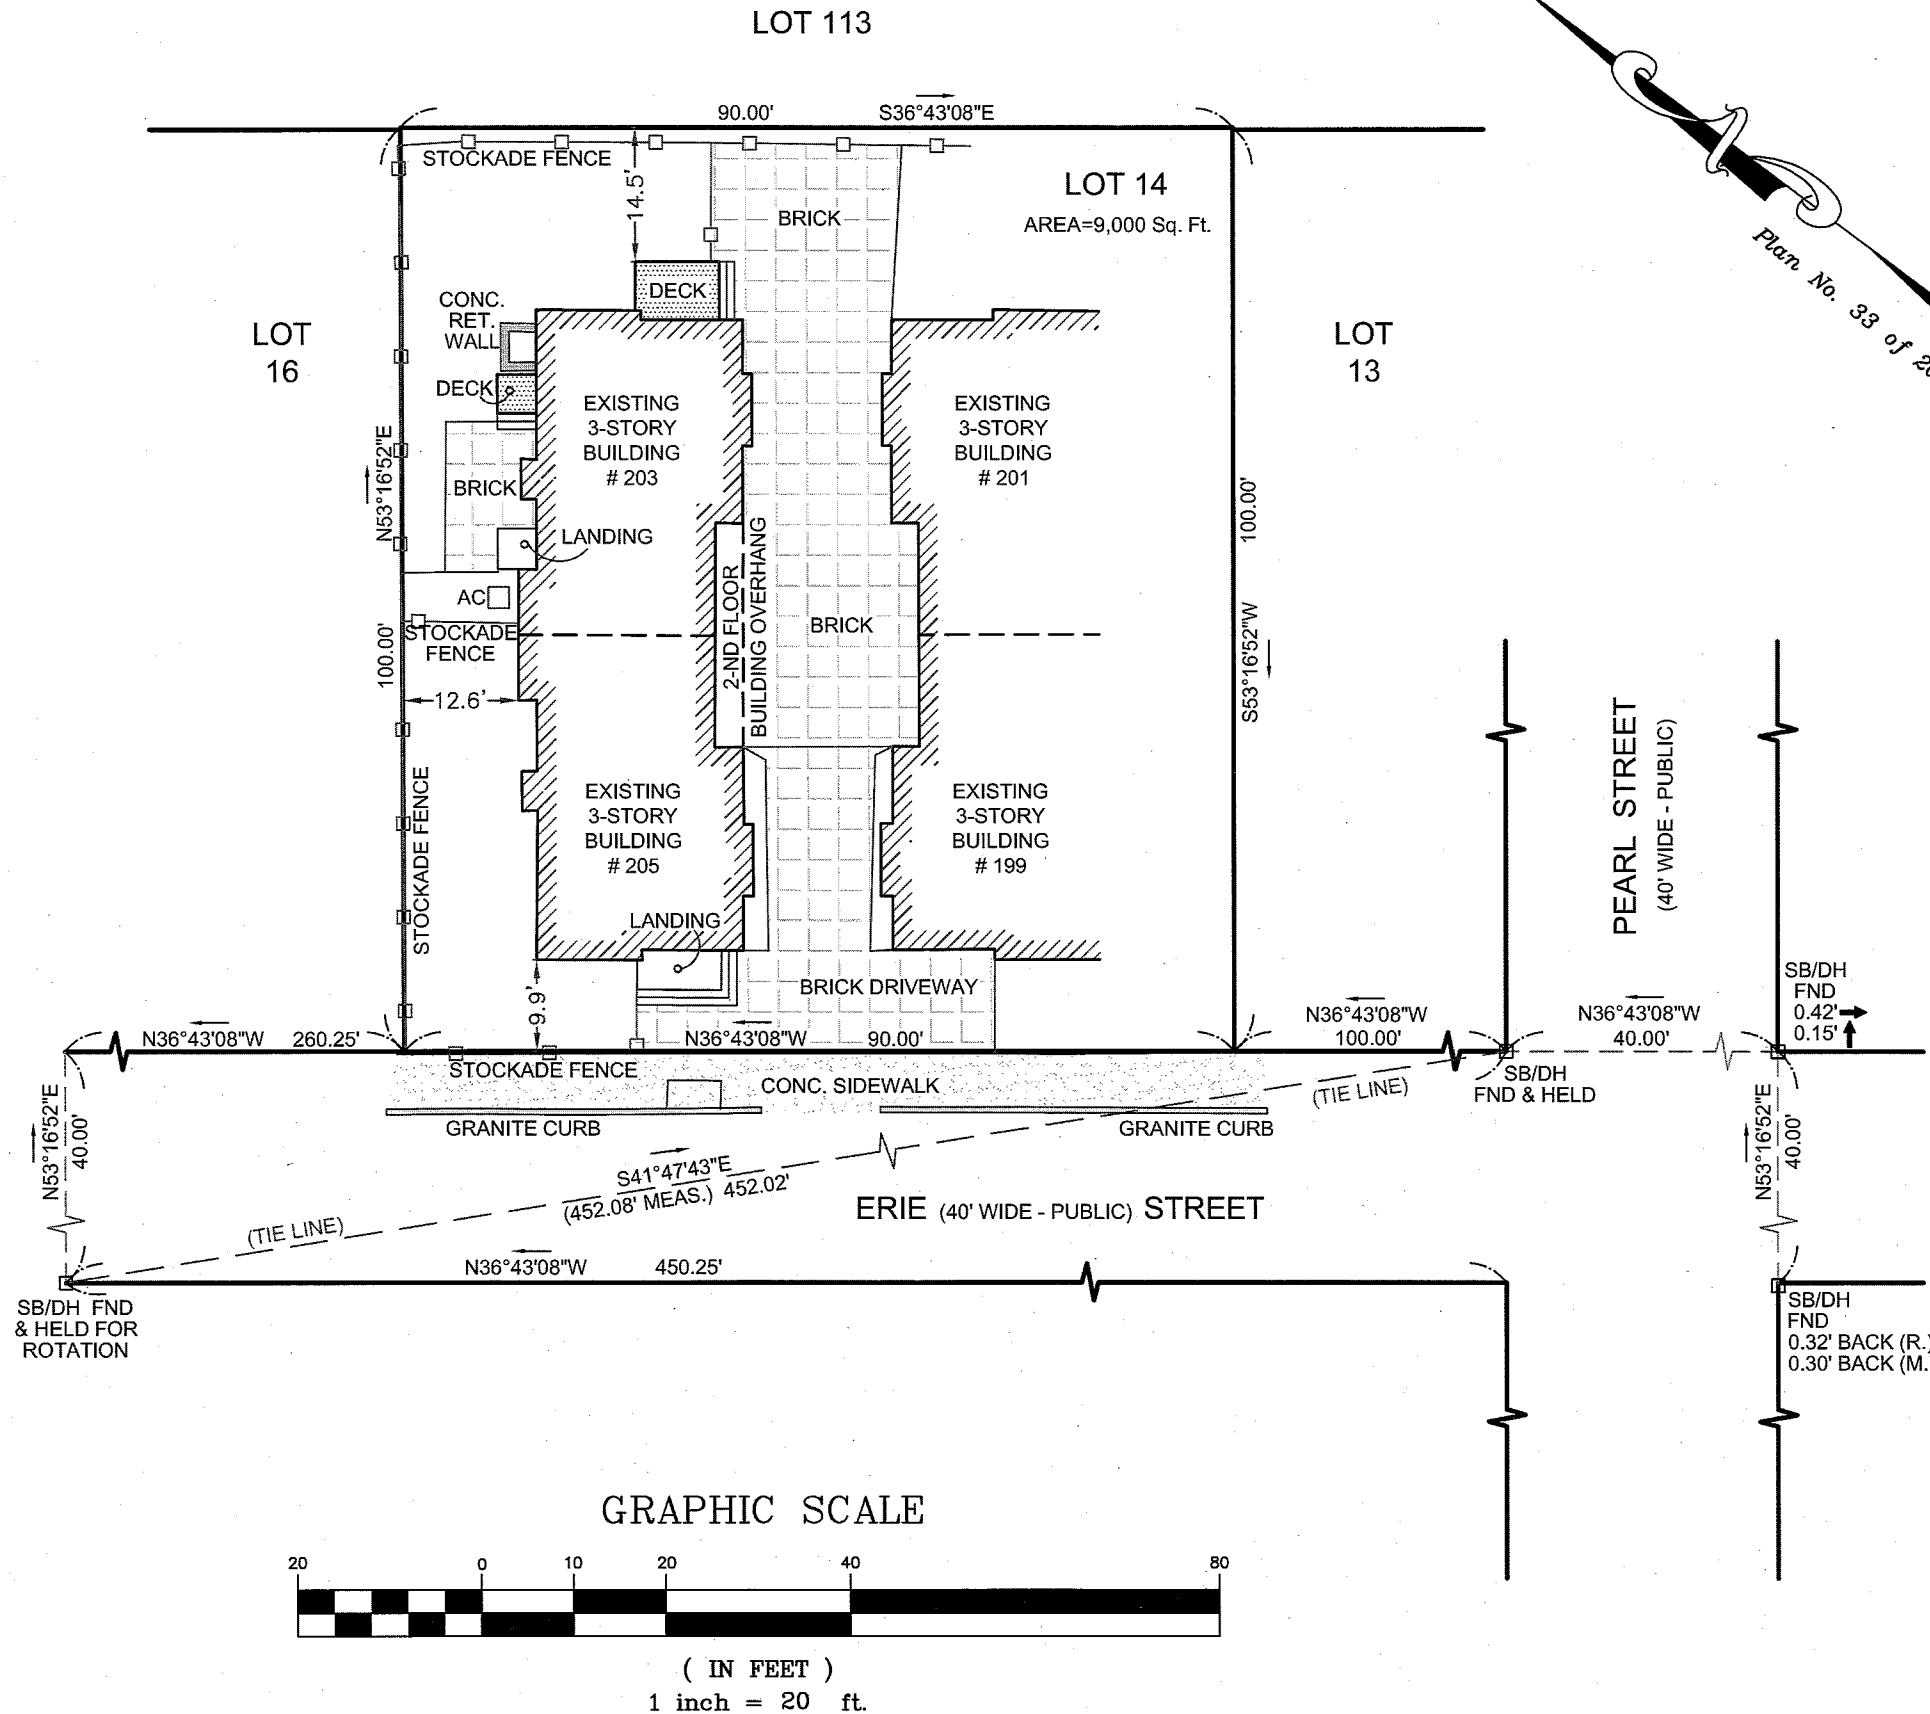 LOT 113
90.00' S36°43'08"E
STOCKADE FENCE
14.5'
BRICK
LOT 14
AREA=9,000 Sq. Ft.
Plan No. 33 of
DECK
CONC.
RET.
WALL
LOT
16
LOT
13
DECK
EXISTING
3-STORY
BUILDING
# 203
EXISTING
3-STORY
BUILDING
# 201
N53°16'52"E
100.00'
BRICK
LANDING
AC
STOCKADE
FENCE
12.6'
2-ND FLOOR
BUILDING OVERHANG
BRICK
100.00'
S53°16'52"W
STOCKADE FENCE
EXISTING
3-STORY
BUILDING
# 205
EXISTING
3-STORY
BUILDING
# 199
PEARL STREET
(40' WIDE - PUBLIC)
LANDING
9.9'
BRICK DRIVEWAY
SB/DH
FND
0.42'
0.15'
N36°43'08"W 260.25'
N36°43'08"W 90.00'
N36°43'08"W
100.00'
N36°43'08"W
40.00'
STOCKADE FENCE
CONC. SIDEWALK
(TIE LINE)
SB/DH
FND & HELD
GRANITE CURB
GRANITE CURB
N53°16'52"E
40.00'
N53°16'52"E
40.00'
S41°47'43"E
(452.08' MEAS.) 452.02'
(TIE LINE)
ERIE (40' WIDE - PUBLIC) STREET
N36°43'08"W 450.25'
SB/DH FND
& HELD FOR
ROTATION
SB/DH
FND
0.32' BACK (R.)
0.30' BACK (M.
GRAPHIC SCALE
20 0 10 20 40 80
( IN FEET )
1 inch = 20 ft.